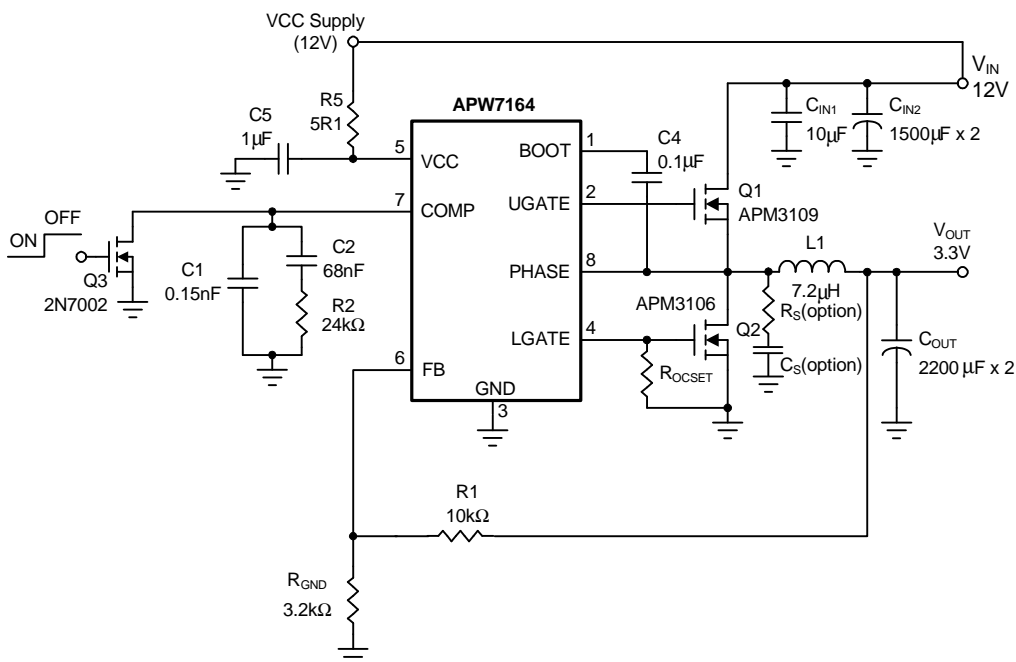 VCC Supply
(12V)
V_IN
12V
R5
5R1
APW7164
C5
1μF
C_IN1
10μF
C_IN2
1500μF x 2
5
VCC
BOOT
1
C4
0.1μF
7
COMP
UGATE
2
Q1
APM3109
ON
OFF
Q3
2N7002
C1
0.15nF
C2
68nF
R2
24kΩ
PHASE
8
L1
7.2μH
V_OUT
3.3V
APM3106
R_S(option)
LGATE
4
Q2
C_S(option)
C_OUT
2200μF x 2
R_OCSET
6
FB
GND
3
R1
10kΩ
R_GND
3.2kΩ